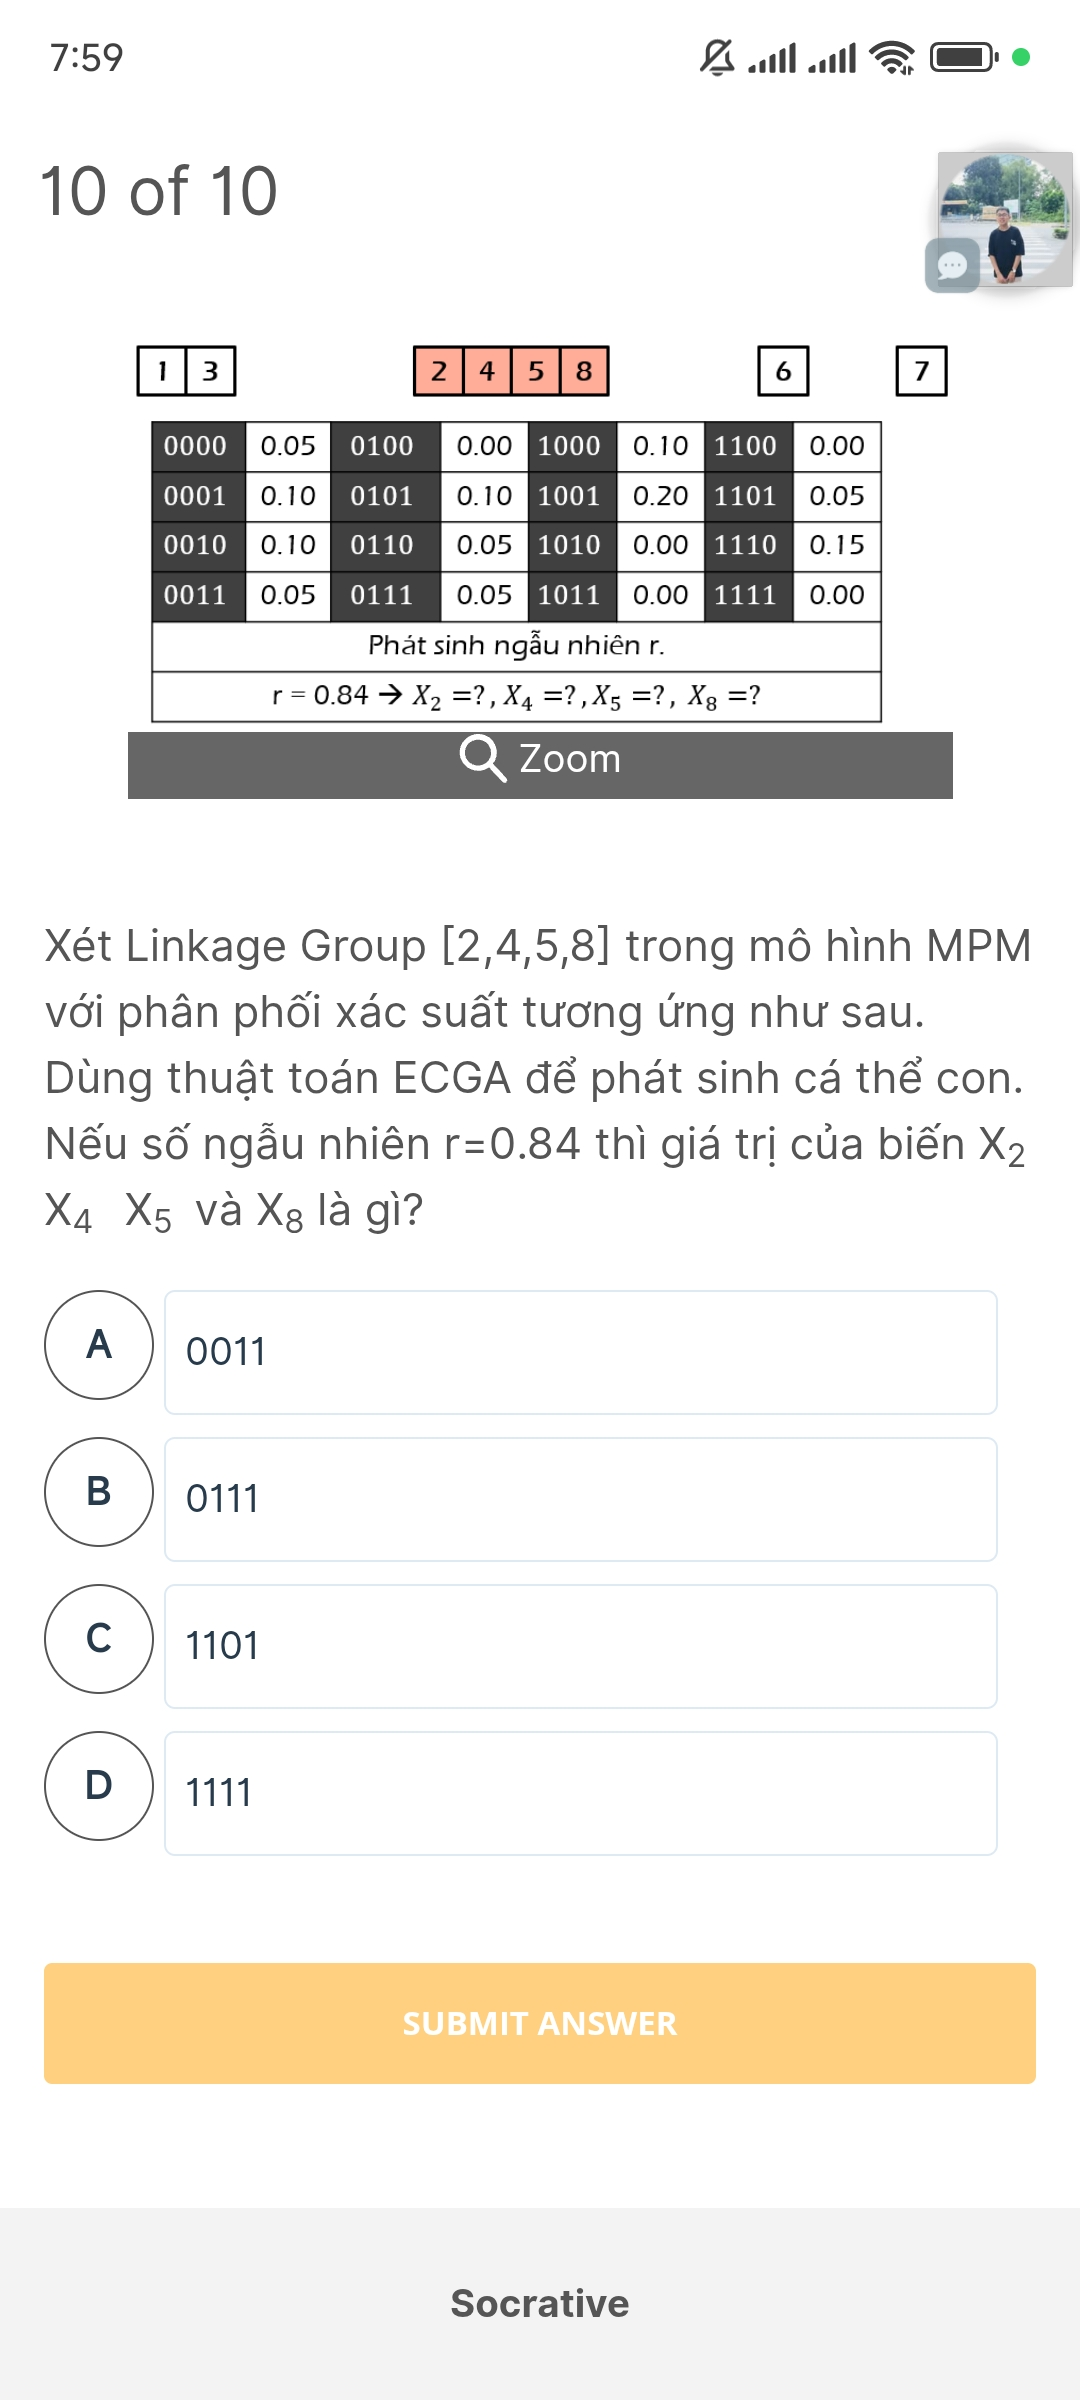 7:59
10 of 10
1 3 2 4 5 8 6 7
0000 0.05 0100 0.00 1000 0.10 1100 0.00
0001 0.10 0101 0.10 1001 0.20 1101 0.05
0010 0.10 0110 0.05 1010 0.00 1110 0.15
0011 0.05 0111 0.05 1011 0.00 1111 0.00
Phát sinh ngẫu nhiên r.
r = 0.84 → X₂ =?, X₄ =?, X₅ =?, X₈ =?
Zoom
Xét Linkage Group [2,4,5,8] trong mô hình MPM
với phân phối xác suất tương ứng như sau.
Dùng thuật toán ECGA để phát sinh cá thể con.
Nếu số ngẫu nhiên r=0.84 thì giá trị của biến X₂
X₄ X₅ và X₈ là gì?
A 0011
B 0111
C 1101
D 1111
SUBMIT ANSWER
Socrative